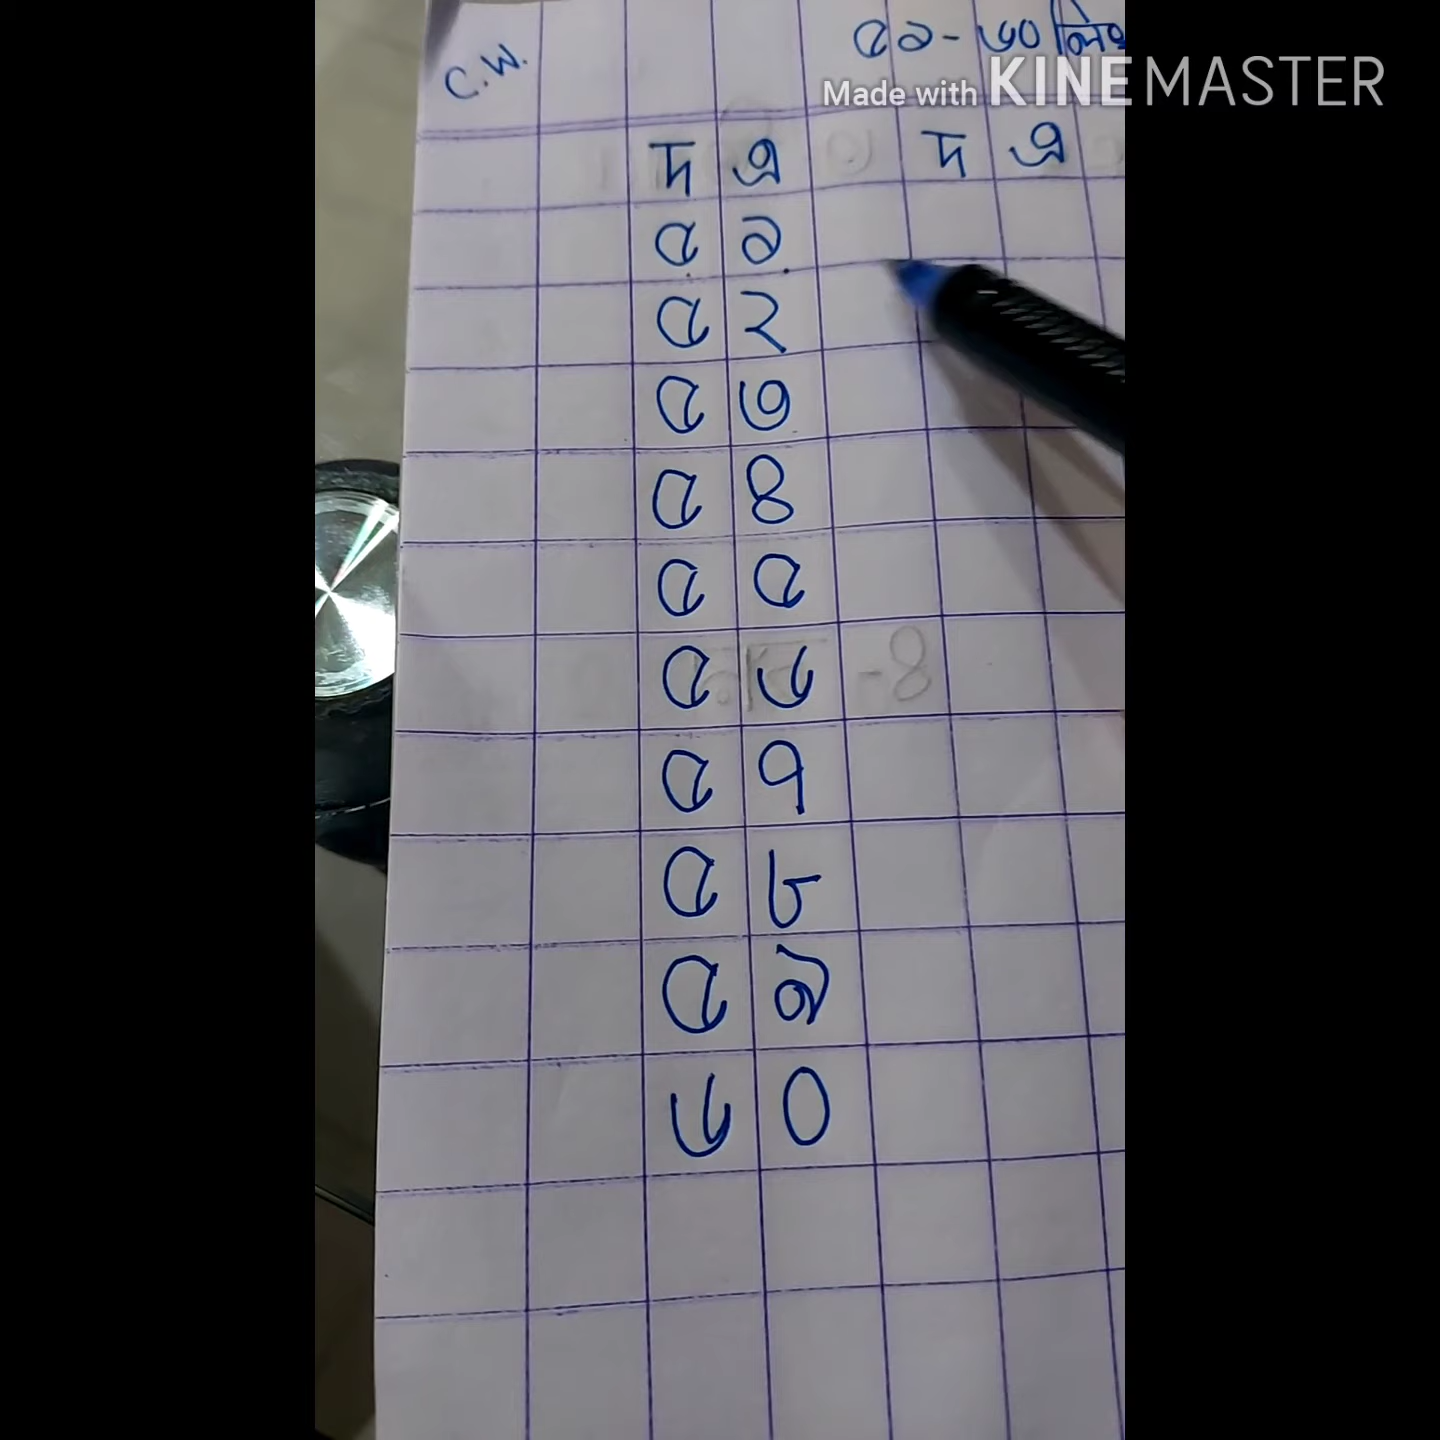 C.W.
৫১-৬০ লিখ
Made with KINEMASTER
দ এ দ এ
৫ ১
৫ ২
৫ ৩
৫ ৪
৫ ৫
৫ ৬
-৪
৫ ৭
৫ ৮
৫ ৯
৬ ০